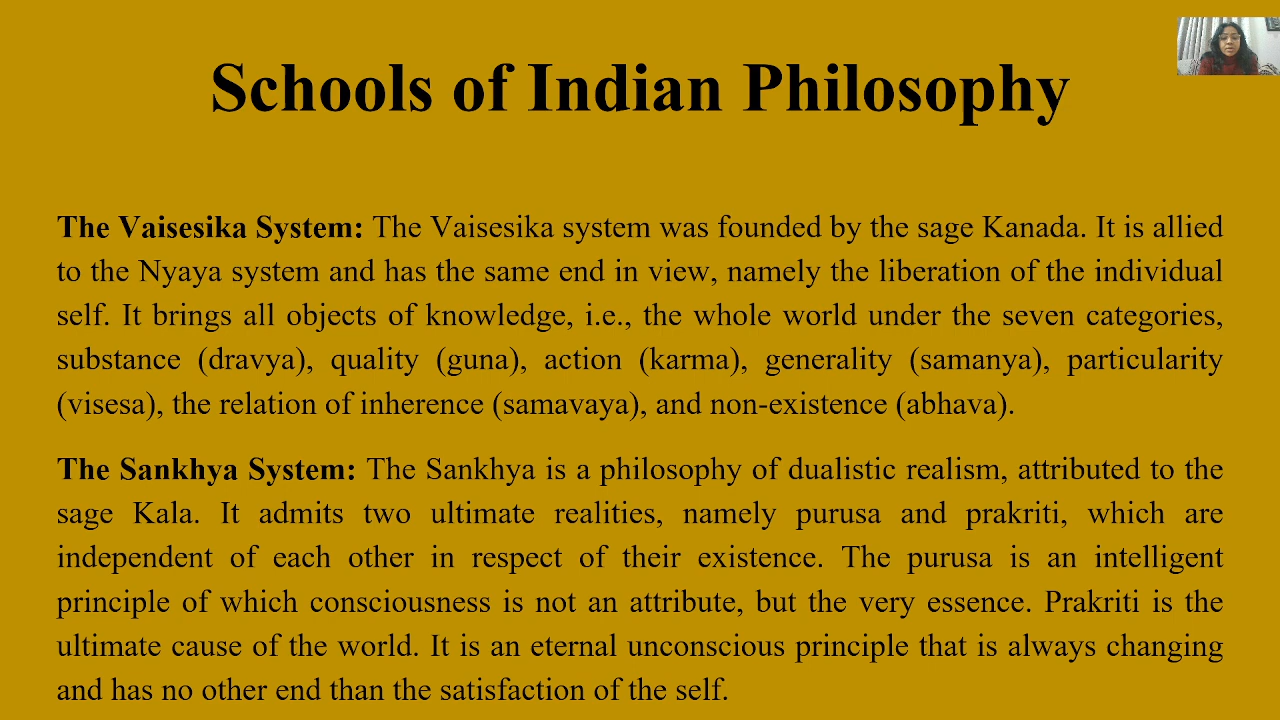 Schools of Indian Philosophy
The Vaisesika System: The Vaisesika system was founded by the sage Kanada. It is allied
to the Nyaya system and has the same end in view, namely the liberation of the individual
self. It brings all objects of knowledge, i.e., the whole world under the seven categories,
substance (dravya), quality (guna), action (karma), generality (samanya), particularity
(visesa), the relation of inherence (samavaya), and non-existence (abhava).
The Sankhya System: The Sankhya is a philosophy of dualistic realism, attributed to the
sage Kala. It admits two ultimate realities, namely purusa and prakriti, which are
independent of each other in respect of their existence. The purusa is an intelligent
principle of which consciousness is not an attribute, but the very essence. Prakriti is the
ultimate cause of the world. It is an eternal unconscious principle that is always changing
and has no other end than the satisfaction of the self.